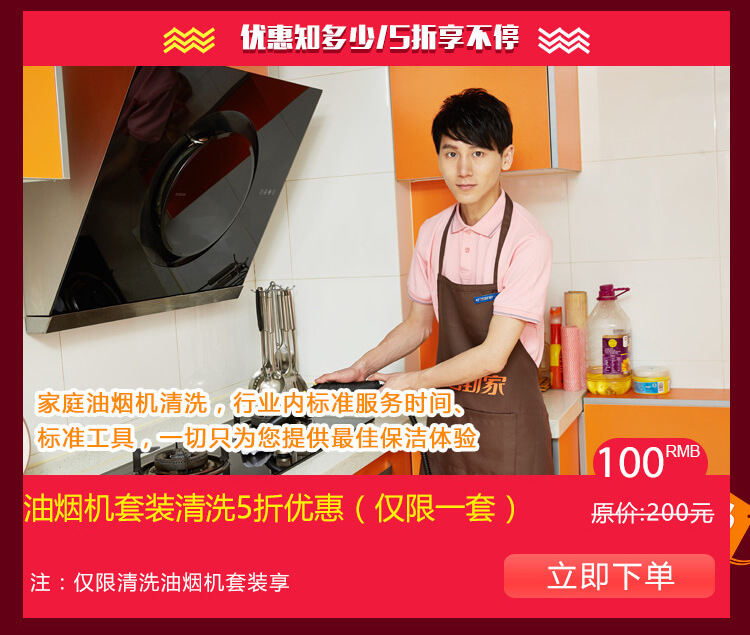 优惠知多少/5折享不停
家庭油烟机清洗，行业内标准服务时间、
标准工具，一切只为您提供最佳保洁体验
100RMB
油烟机套装清洗5折优惠（仅限一套）
原价:200元
注：仅限清洗油烟机套装享
立即下单